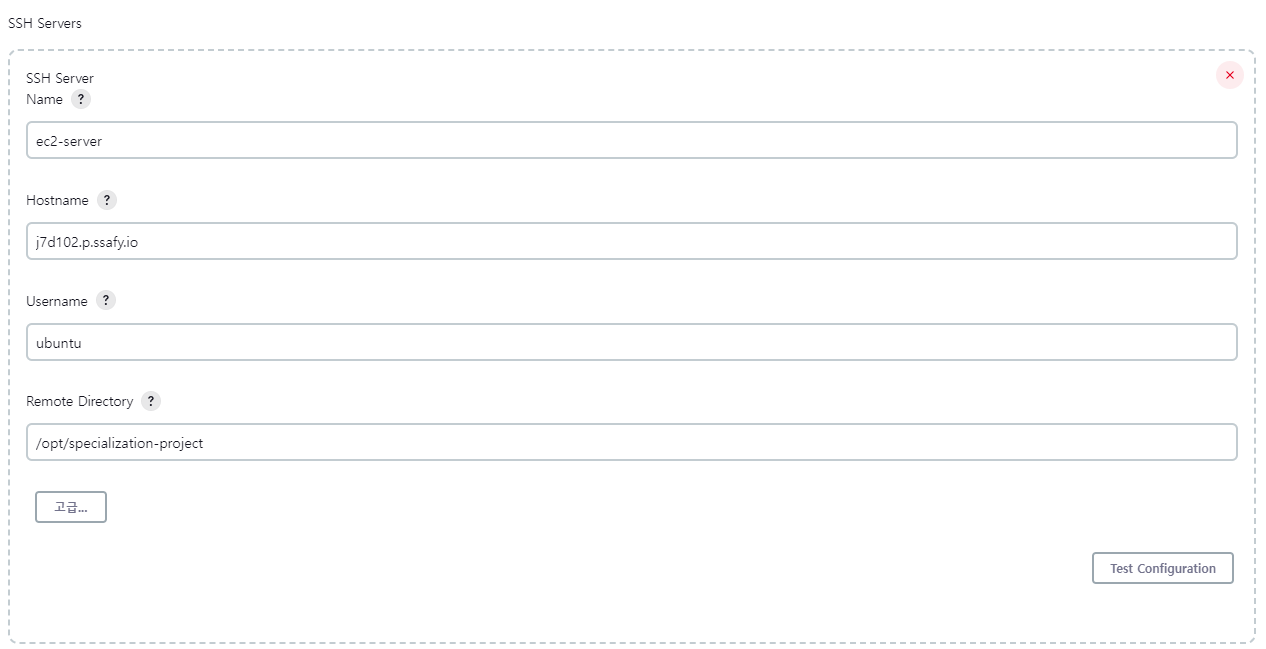 SSH Servers
SSH Server
Name ?
ec2-server
Hostname ?
j7d102.p.ssafy.io
Username ?
ubuntu
Remote Directory ?
/opt/specialization-project
고급...
Test Configuration